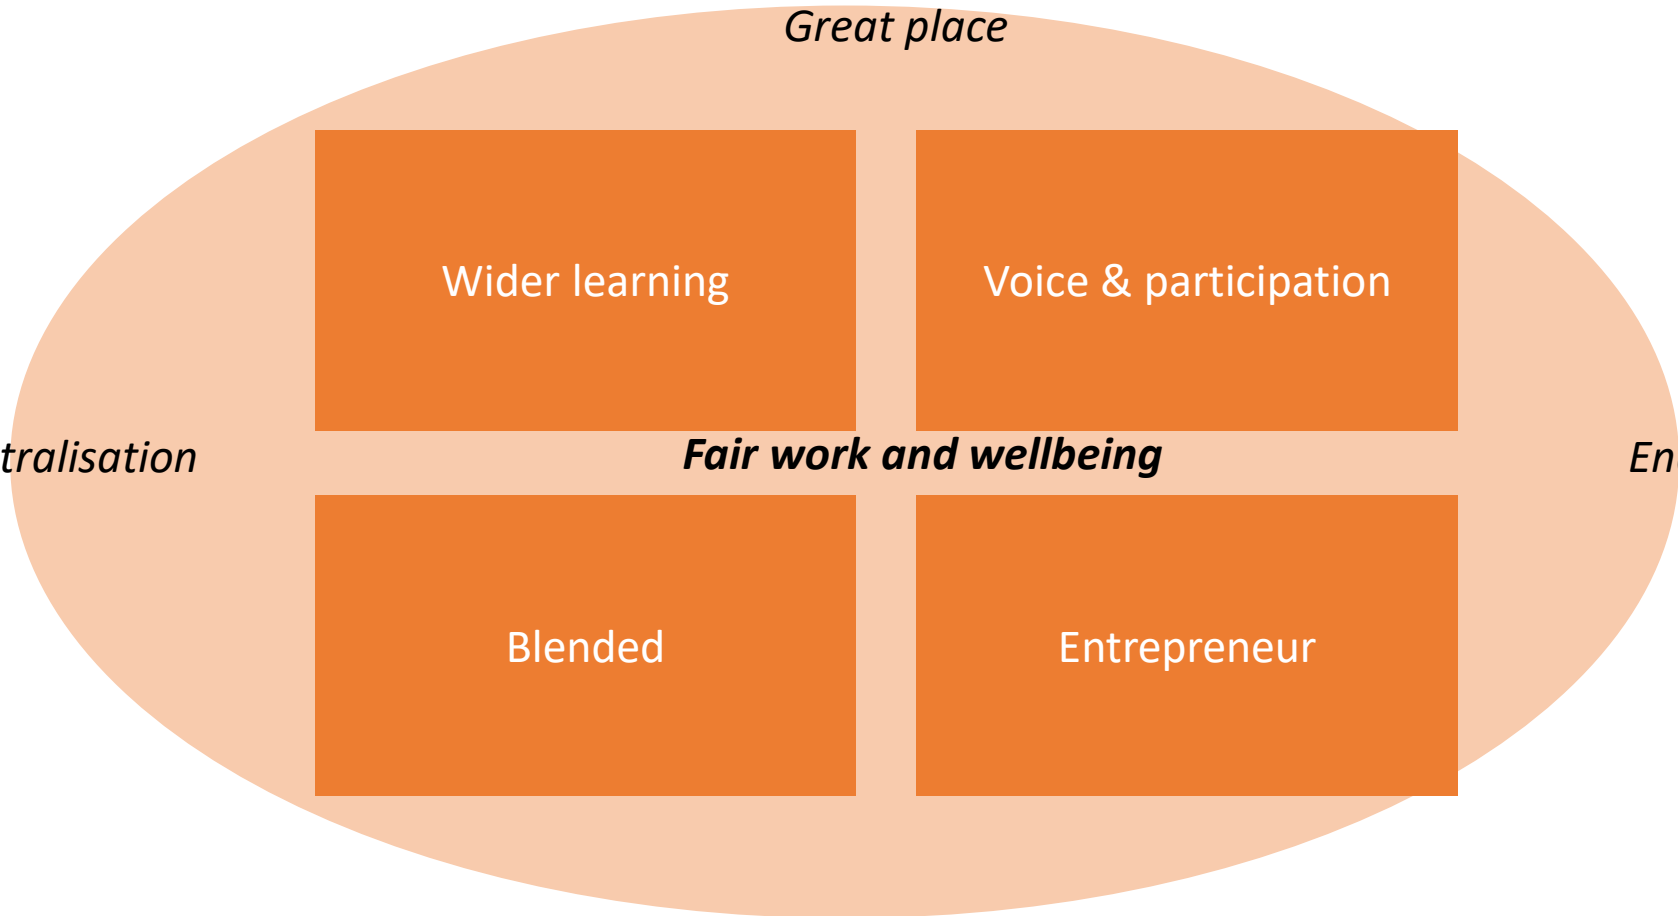 Great place
Wider learning
Voice & participation
tralisation
Fair work and wellbeing
En
Blended
Entrepreneur